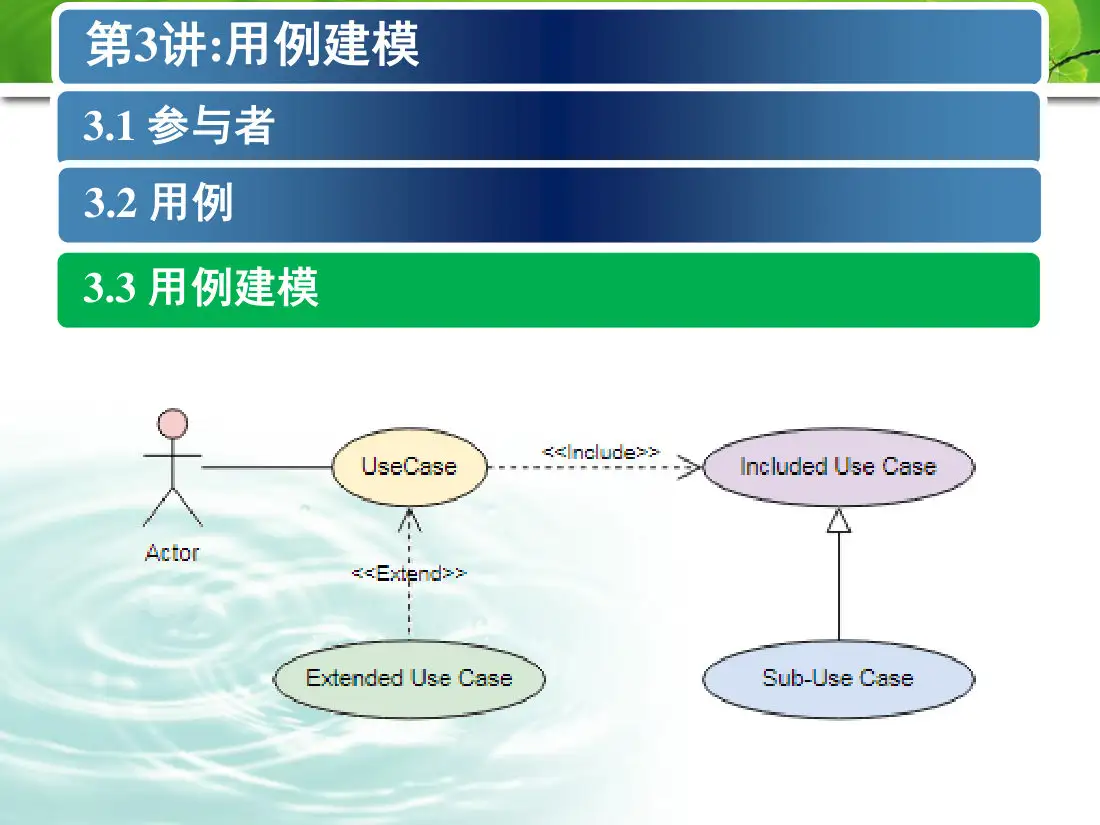 第3讲:用例建模
3.1 参与者
3.2 用例
3.3 用例建模
<<Include>>
UseCase
Included Use Case
Actor
<<Extend>>
Extended Use Case
Sub-Use Case